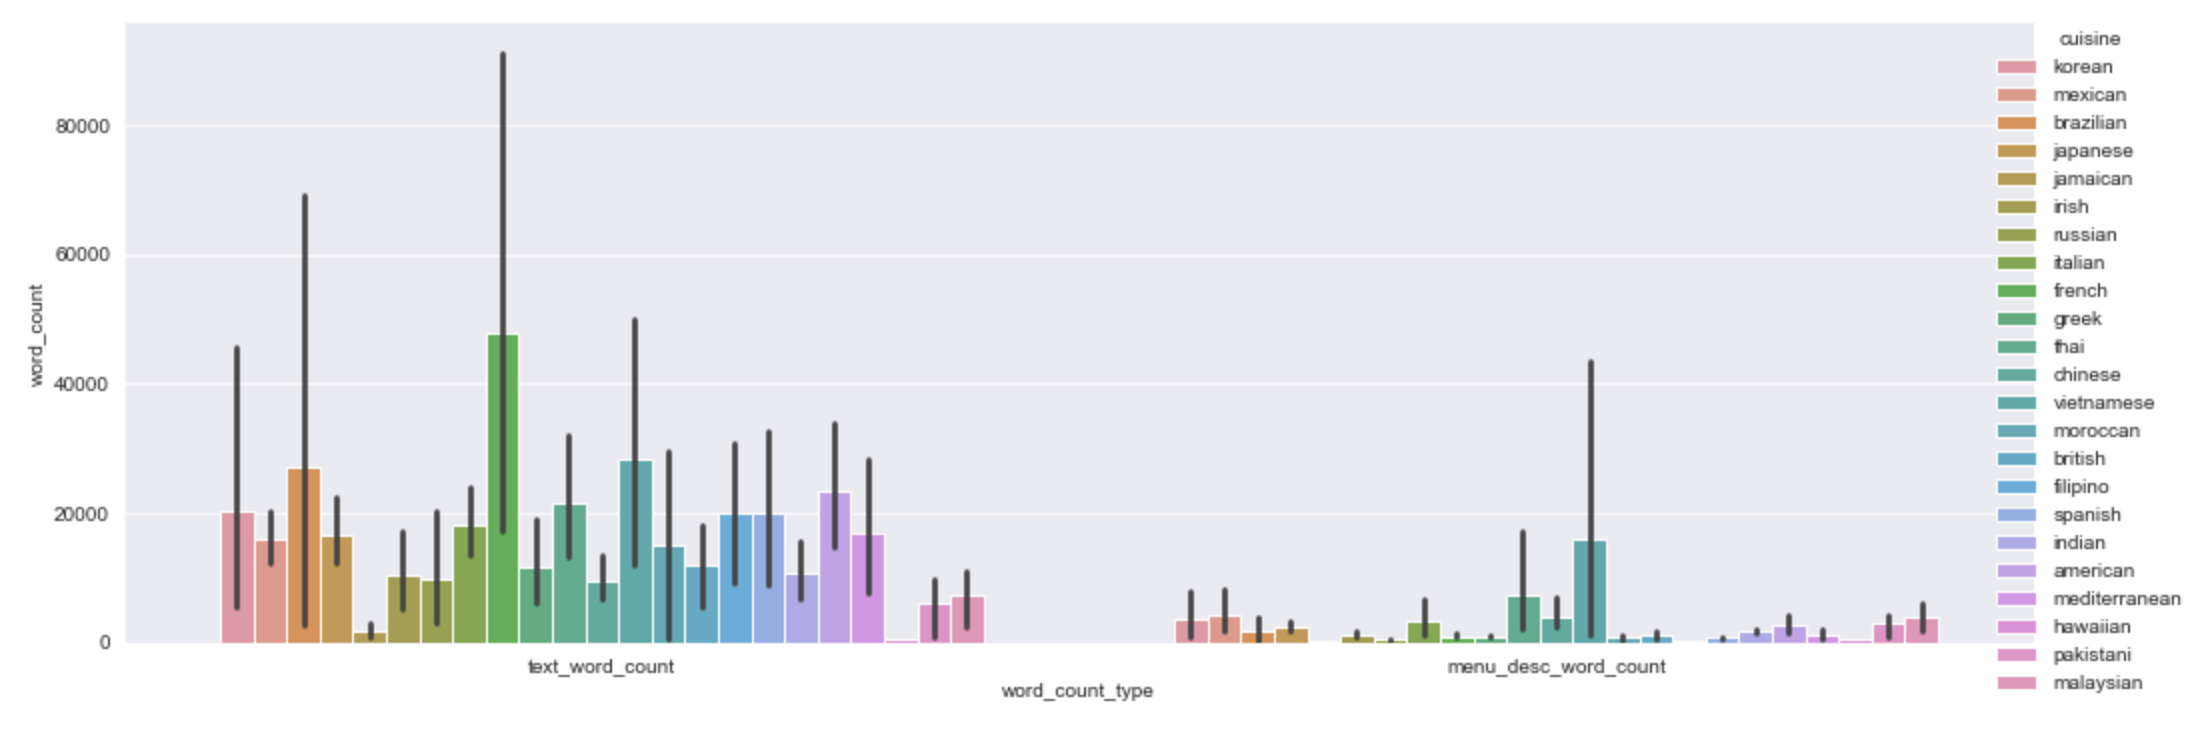 cuisine
korean
mexican
brazilian
japanese
jamaican
irish
russian
italian
french
greek
thai
chinese
vietnamese
moroccan
british
filipino
spanish
indian
american
mediterranean
hawaiian
pakistani
malaysian
80000
60000
40000
20000
0
word_count
text_word_count menu_desc_word_count
word_count_type